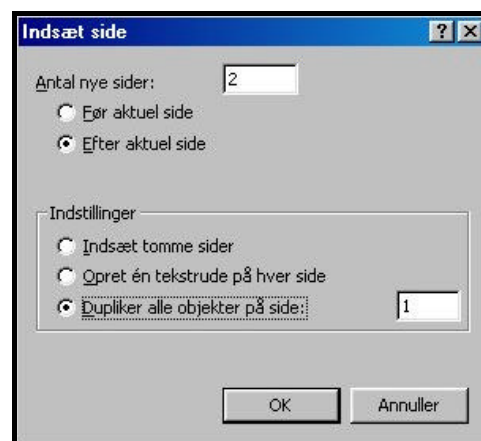 Indsæt side
Antal nye sider: 2
Før aktuel side
Efter aktuel side
Indstillinger
Indsæt tomme sider
Opret én tekstrude på hver side
Dupliker alle objekter på side: 1
OK Annuller